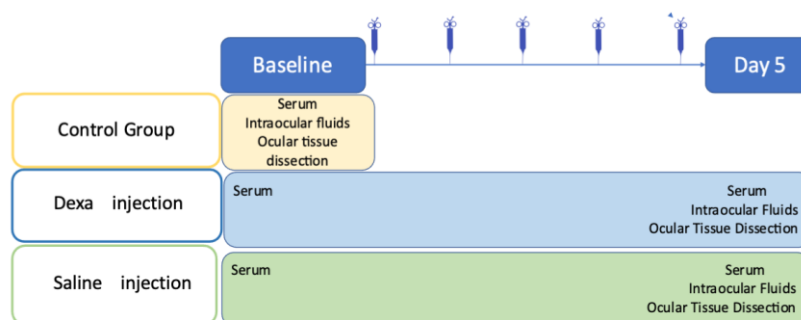 Baseline
Day 5
Control Group
Serum
Intraocular fluids
Ocular tissue
dissection
Dexa injection
Serum
Serum
Intraocular Fluids
Ocular Tissue Dissection
Saline injection
Serum
Serum
Intraocular Fluids
Ocular Tissue Dissection